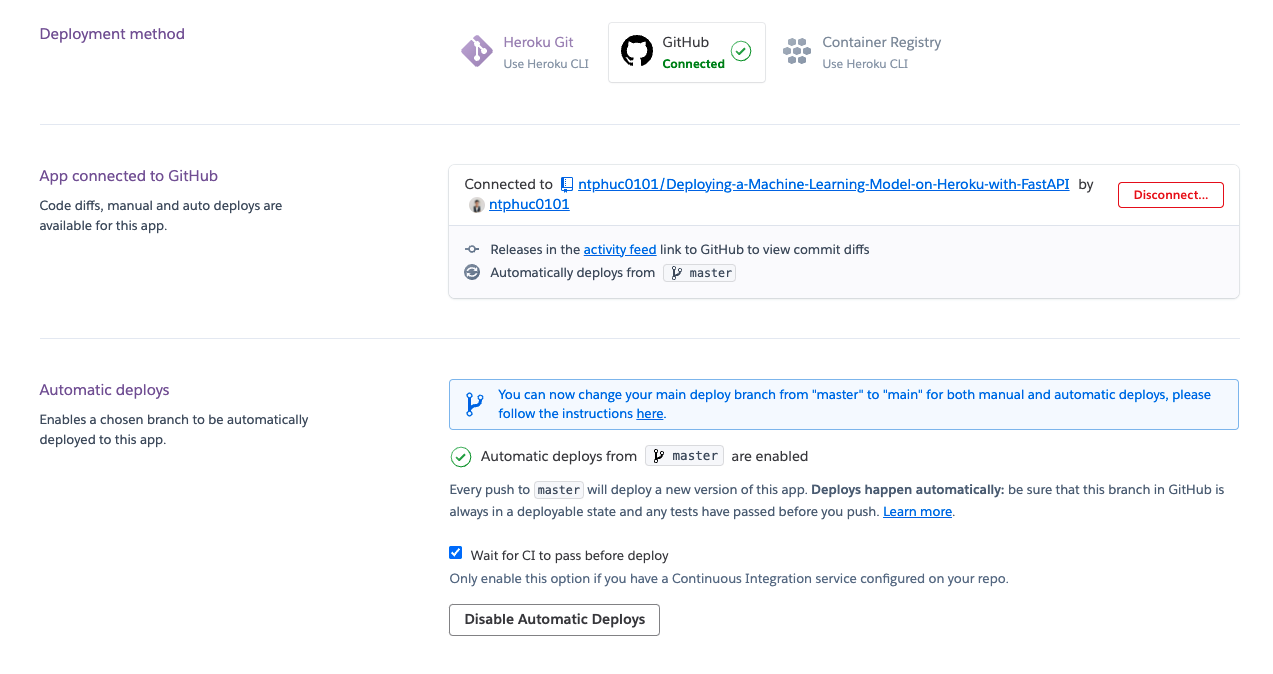 Deployment method
Heroku Git
Use Heroku CLI
GitHub
Connected
Container Registry
Use Heroku CLI
App connected to GitHub
Code diffs, manual and auto deploys are
available for this app.
Connected to ntphuc0101/Deploying-a-Machine-Learning-Model-on-Heroku-with-FastAPI by
ntphuc0101
Disconnect...
Releases in the activity feed link to GitHub to view commit diffs
Automatically deploys from master
Automatic deploys
Enables a chosen branch to be automatically
deployed to this app.
You can now change your main deploy branch from "master" to "main" for both manual and automatic deploys, please
follow the instructions here.
Automatic deploys from master are enabled
Every push to master will deploy a new version of this app. Deploys happen automatically: be sure that this branch in GitHub is
always in a deployable state and any tests have passed before you push. Learn more.
Wait for CI to pass before deploy
Only enable this option if you have a Continuous Integration service configured on your repo.
Disable Automatic Deploys